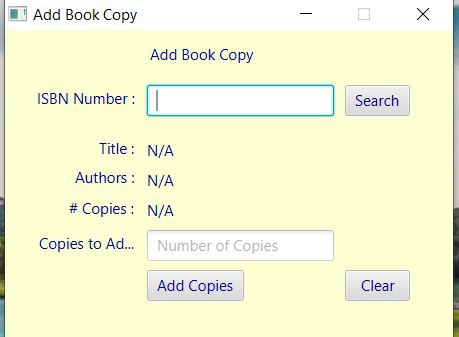 Add Book Copy
Add Book Copy
ISBN Number : Search
Title : N/A
Authors : N/A
# Copies : N/A
Copies to Ad... Number of Copies
Add Copies Clear